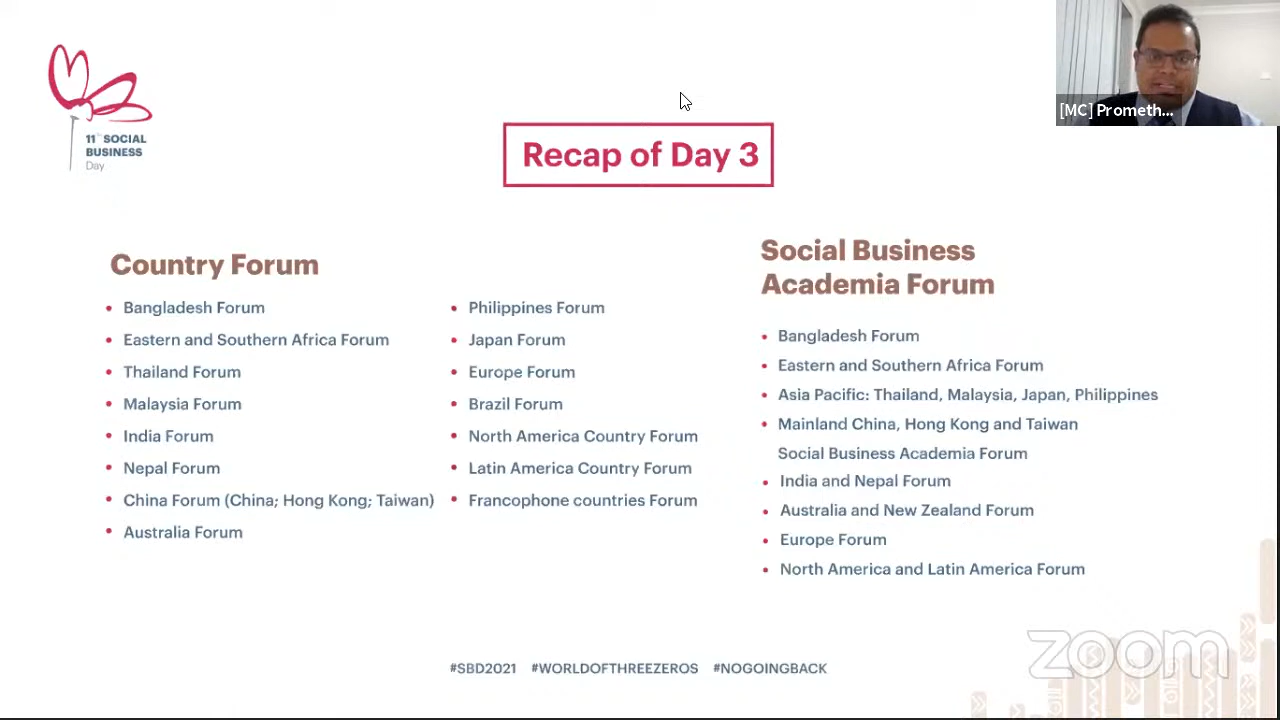 11th SOCIAL
BUSINESS
Day
[MC] Prometh...
Recap of Day 3
Country Forum
• Bangladesh Forum
• Eastern and Southern Africa Forum
• Thailand Forum
• Malaysia Forum
• India Forum
• Nepal Forum
• China Forum (China; Hong Kong; Taiwan)
• Australia Forum
• Philippines Forum
• Japan Forum
• Europe Forum
• Brazil Forum
• North America Country Forum
• Latin America Country Forum
• Francophone countries Forum
Social Business
Academia Forum
• Bangladesh Forum
• Eastern and Southern Africa Forum
• Asia Pacific: Thailand, Malaysia, Japan, Philippines
• Mainland China, Hong Kong and Taiwan
Social Business Academia Forum
• India and Nepal Forum
• Australia and New Zealand Forum
• Europe Forum
• North America and Latin America Forum
#SBD2021 #WORLDOFTHREEZEROS #NOGOINGBACK
zoom